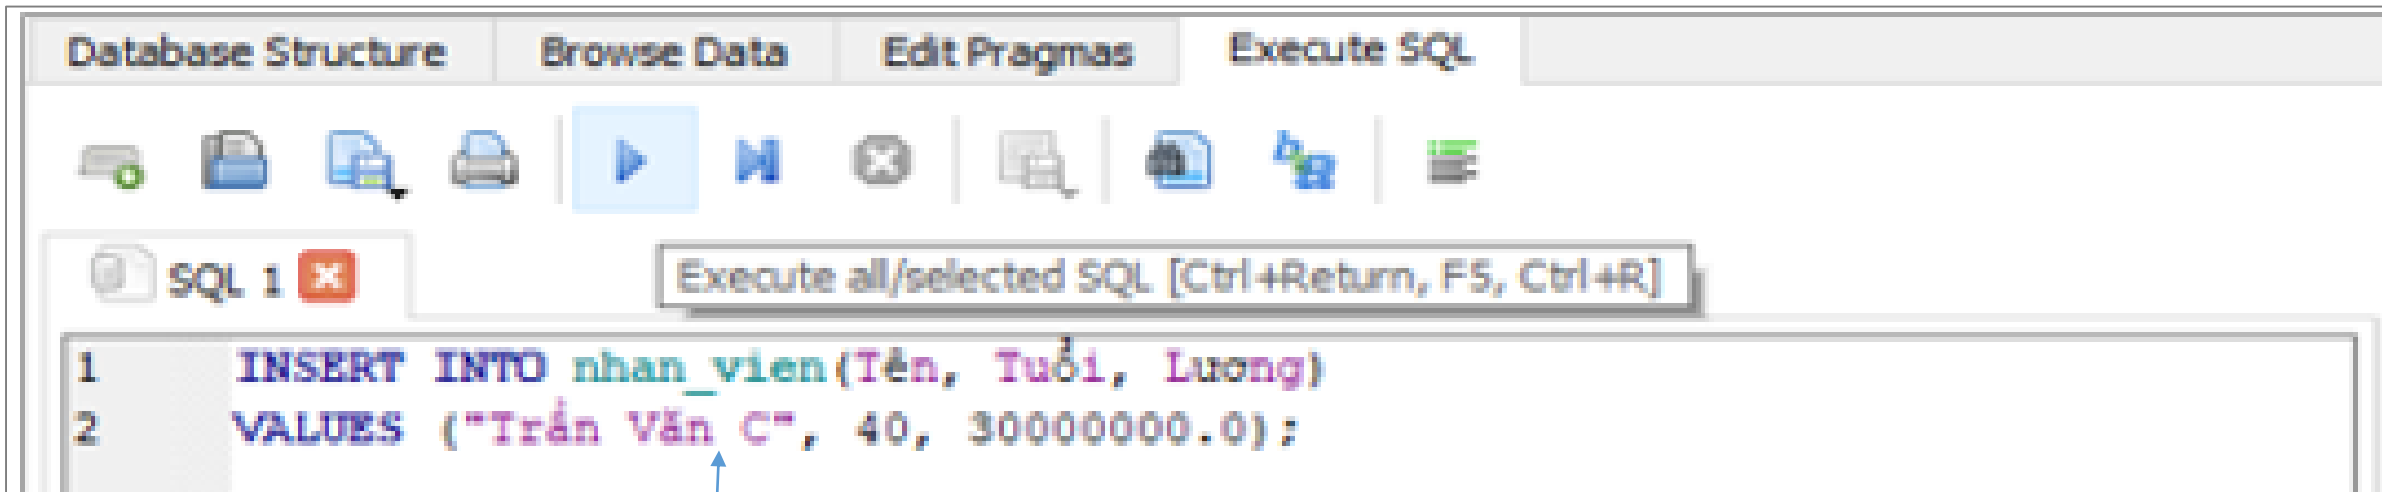 Database Structure Browse Data Edit Pragmas Execute SQL
SQL 1
Execute all/selected SQL [Ctrl+Return, F5, Ctrl+R]
1 INSERT INTO nhan_vien(Tên, Tuổi, Lương)
2 VALUES ("Trần Văn C", 40, 30000000.0);